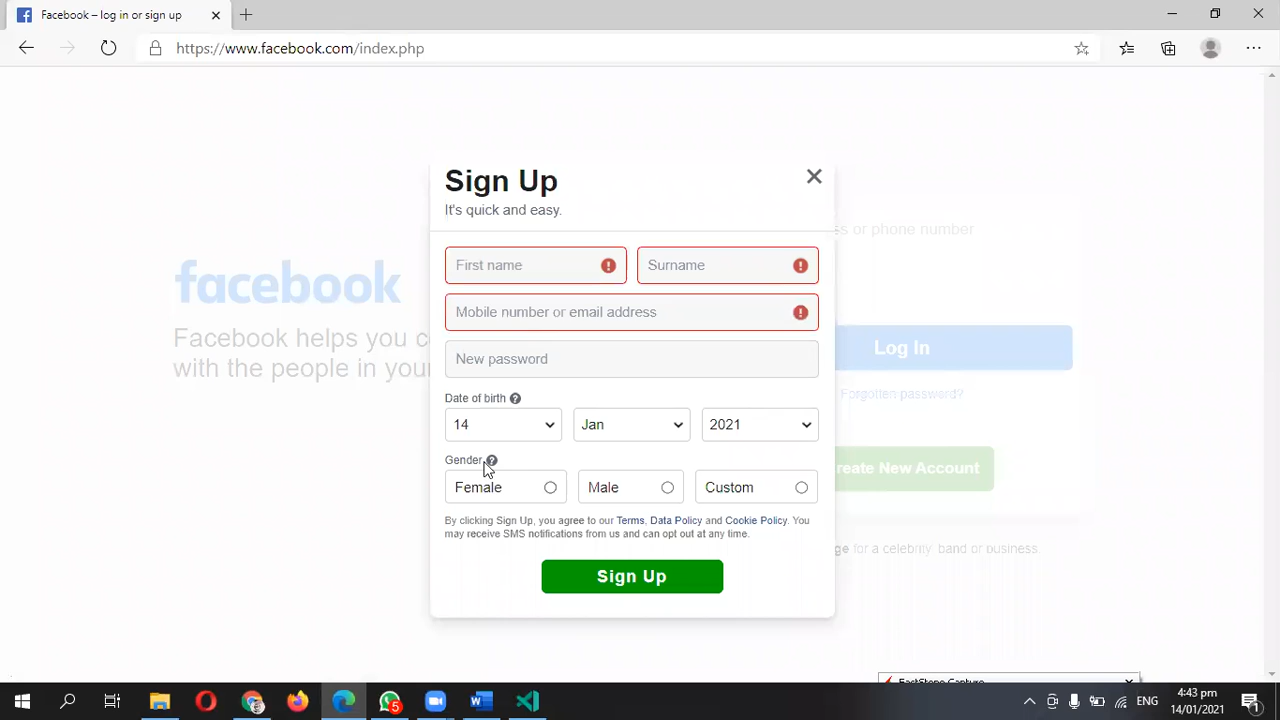 Facebook – log in or sign up
https://www.facebook.com/index.php
Sign Up
It's quick and easy.
First name
Surname
or phone number
Mobile number or email address
New password
facebook
Facebook helps you c
with the people in your
Log In
Forgotten password?
Date of birth
14
Jan
2021
Gender
Female
Male
Custom
reate New Account
By clicking Sign Up, you agree to our Terms, Data Policy and Cookie Policy. You
may receive SMS notifications from us and can opt out at any time.
for a celebrity, band or business.
Sign Up
FastStone Capture
5
ENG
4:43 pm
14/01/2021
1